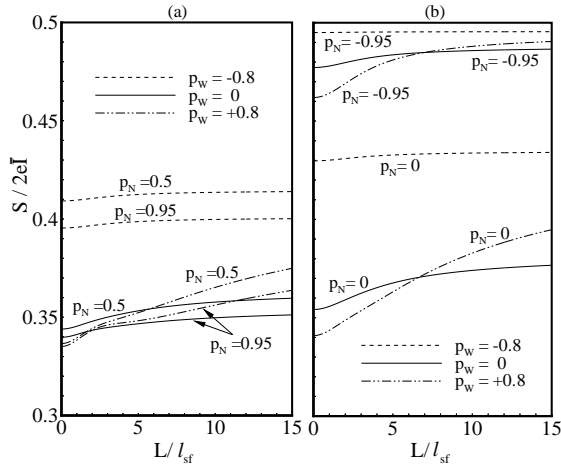 (a)
(b)
S / 2eĪ
0.5
0.45
0.4
0.35
0.3
p_W = -0.8
p_W = 0
p_W = +0.8
p_N = 0.5
p_N = 0.95
p_N = 0.5
p_N = 0.5
p_N = 0.95
0 5 10 15
L / l_sf
p_N = -0.95
p_N = -0.95
p_N = -0.95
p_N = 0
p_N = 0
p_N = 0
p_W = -0.8
p_W = 0
p_W = +0.8
0 5 10 15
L / l_sf